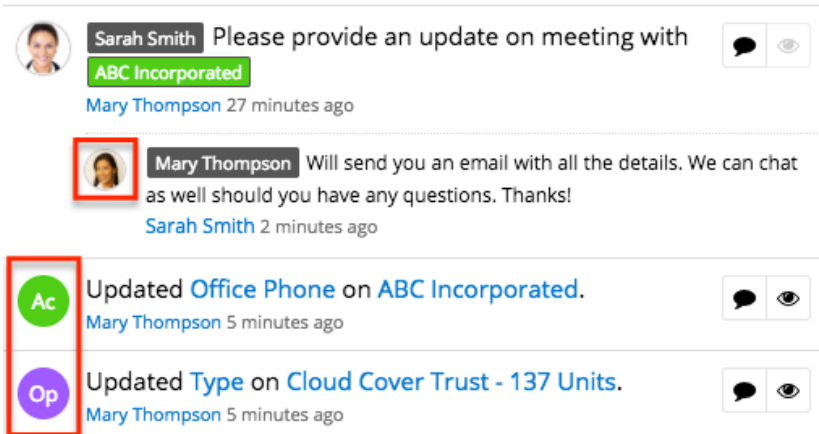 Sarah Smith Please provide an update on meeting with
ABC Incorporated
Mary Thompson 27 minutes ago
Mary Thompson Will send you an email with all the details. We can chat
as well should you have any questions. Thanks!
Sarah Smith 2 minutes ago
Ac
Updated Office Phone on ABC Incorporated.
Mary Thompson 5 minutes ago
Op
Updated Type on Cloud Cover Trust - 137 Units.
Mary Thompson 5 minutes ago